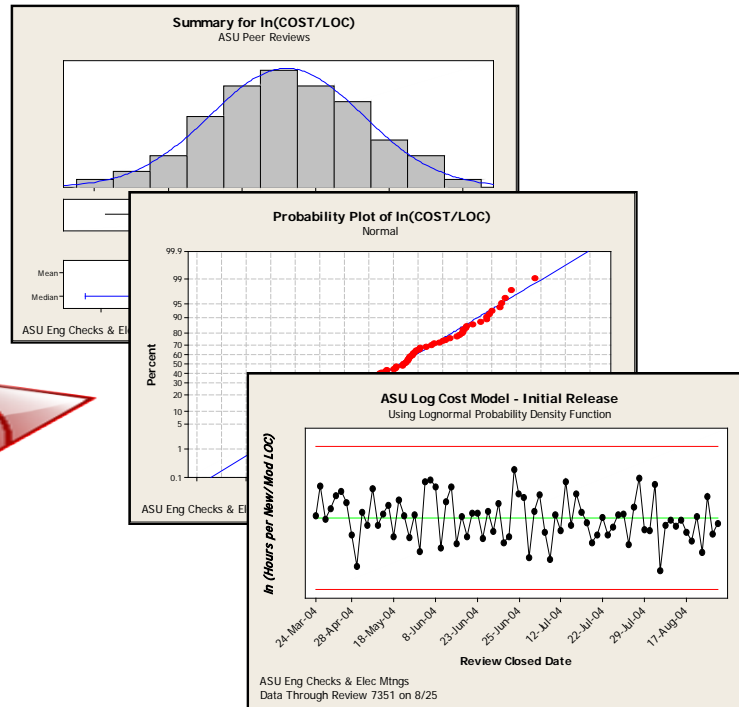 Summary for ln(COST/LOC)
ASU Peer Reviews
Mean
Median
ASU Eng Checks & Ele
Probability Plot of ln(COST/LOC)
Normal
99.9
99
95
90
80
70
60
50
40
30
20
10
5
1
0.1
Percent
ASU Eng Checks & El
ASU Log Cost Model - Initial Release
Using Lognormal Probability Density Function
ln (Hours per New/Mod LOC)
24-Mar-04
28-Apr-04
18-May-04
8-Jun-04
23-Jun-04
25-Jun-04
12-Jul-04
22-Jul-04
29-Jul-04
17-Aug-04
Review Closed Date
ASU Eng Checks & Elec Mtngs
Data Through Review 7351 on 8/25